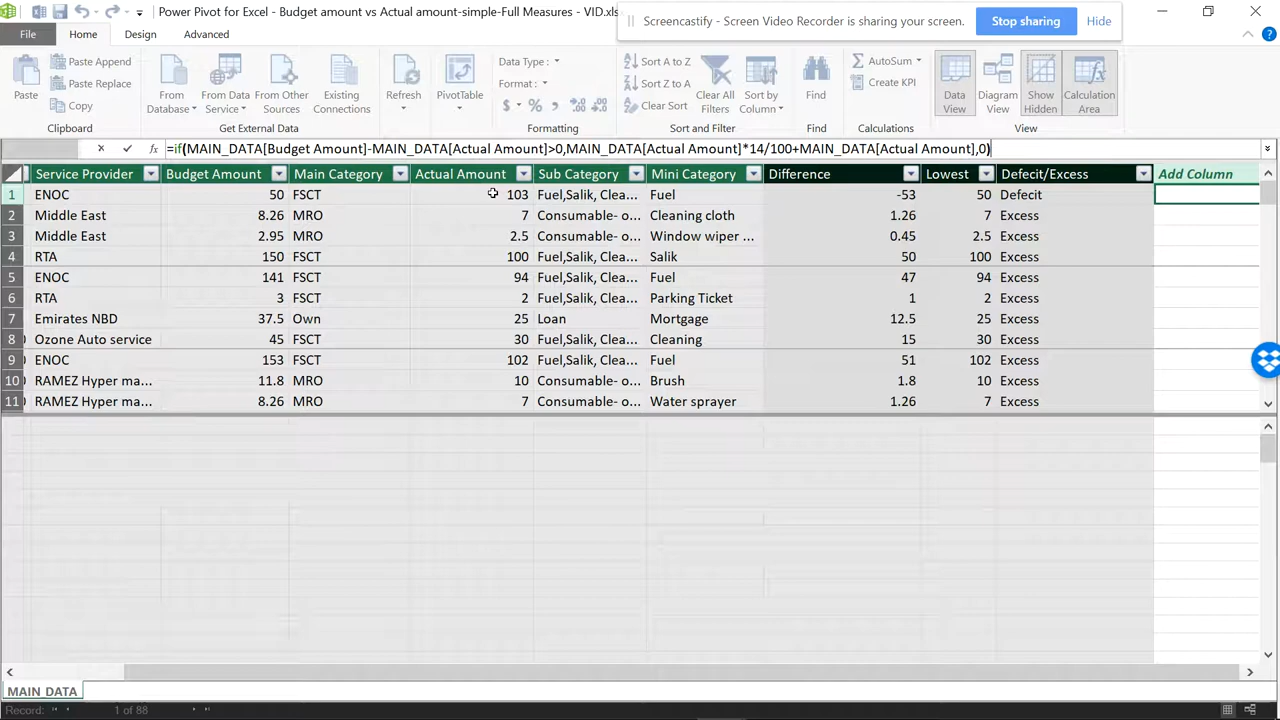 Power Pivot for Excel - Budget amount vs Actual amount-simple-Full Measures - VID.xls
Screencastify - Screen Video Recorder is sharing your screen. Stop sharing Hide
File Home Design Advanced
Paste Paste Append Paste Replace Copy
From Database From Data Service From Other Sources Existing Connections
Refresh PivotTable
Data Type : Format : $ % ,
Sort A to Z Sort Z to A Clear Sort Clear All Filters Sort by Column
Find AutoSum Create KPI
Data View Diagram View Show Hidden Calculation Area
Clipboard Get External Data Formatting Sort and Filter Find Calculations View
fx =if(MAIN_DATA[Budget Amount]-MAIN_DATA[Actual Amount]>0,MAIN_DATA[Actual Amount]*14/100+MAIN_DATA[Actual Amount],0)
Service Provider Budget Amount Main Category Actual Amount Sub Category Mini Category Difference Lowest Defecit/Excess Add Column
1 ENOC 50 FSCT 103 Fuel,Salik, Clea... Fuel -53 50 Defecit
2 Middle East 8.26 MRO 7 Consumable- o... Cleaning cloth 1.26 7 Excess
3 Middle East 2.95 MRO 2.5 Consumable- o... Window wiper ... 0.45 2.5 Excess
4 RTA 150 FSCT 100 Fuel,Salik, Clea... Salik 50 100 Excess
5 ENOC 141 FSCT 94 Fuel,Salik, Clea... Fuel 47 94 Excess
6 RTA 3 FSCT 2 Fuel,Salik, Clea... Parking Ticket 1 2 Excess
7 Emirates NBD 37.5 Own 25 Loan Mortgage 12.5 25 Excess
8 Ozone Auto service 45 FSCT 30 Fuel,Salik, Clea... Cleaning 15 30 Excess
9 ENOC 153 FSCT 102 Fuel,Salik, Clea... Fuel 51 102 Excess
10 RAMEZ Hyper ma... 11.8 MRO 10 Consumable- o... Brush 1.8 10 Excess
11 RAMEZ Hyper ma... 8.26 MRO 7 Consumable- o... Water sprayer 1.26 7 Excess
MAIN_DATA
Record: 1 of 88